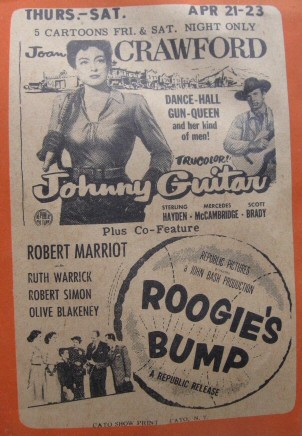 THURS.-SAT. APR 21-23
5 CARTOONS FRI. & SAT. NIGHT ONLY
Joan
CRAWFORD
DANCE-HALL
GUN-QUEEN
and her kind
of men!
TRUCOLOR!
Johnny Guitar
STERLING HAYDEN · MERCEDES McCAMBRIDGE · SCOTT BRADY
Plus Co-Feature
ROBERT MARRIOT
RUTH WARRICK
ROBERT SIMON
OLIVE BLAKENEY
REPUBLIC PICTURES
A JOHN BASH PRODUCTION
ROOGIE'S
BUMP
A REPUBLIC RELEASE
CATO SHOW PRINT CATO, N. Y.